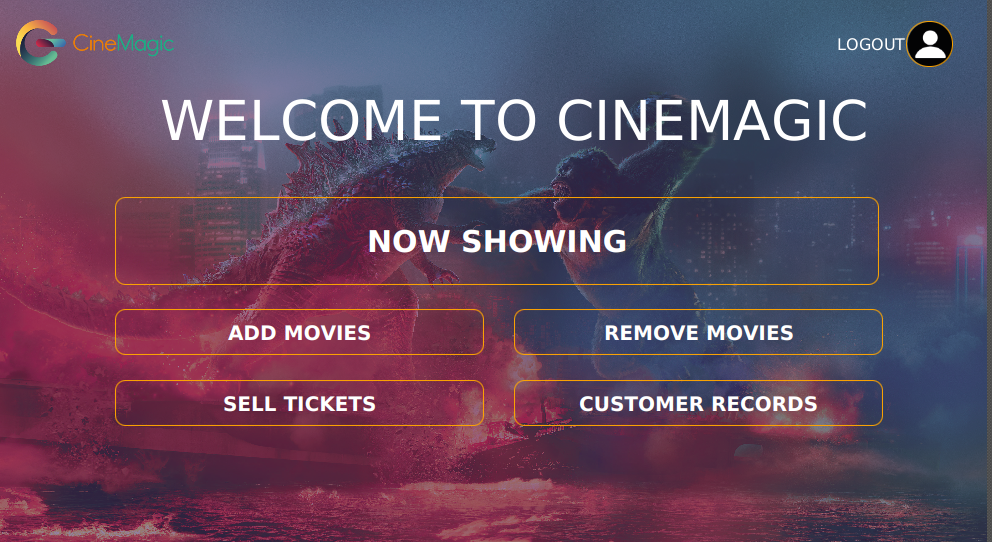 CineMagic
LOGOUT
WELCOME TO CINEMAGIC
NOW SHOWING
ADD MOVIES
REMOVE MOVIES
SELL TICKETS
CUSTOMER RECORDS